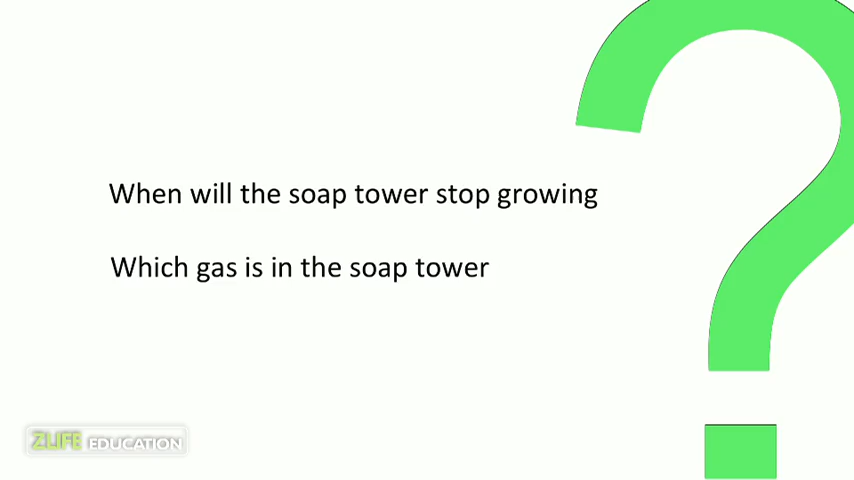 When will the soap tower stop growing
Which gas is in the soap tower
ZLIFE EDUCATION